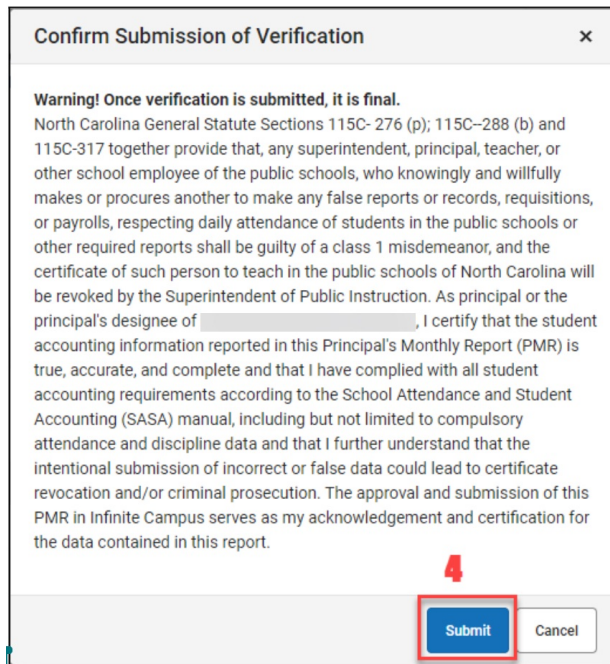 Confirm Submission of Verification ×
Warning! Once verification is submitted, it is final.
North Carolina General Statute Sections 115C- 276 (p); 115C--288 (b) and
115C-317 together provide that, any superintendent, principal, teacher, or
other school employee of the public schools, who knowingly and willfully
makes or procures another to make any false reports or records, requisitions,
or payrolls, respecting daily attendance of students in the public schools or
other required reports shall be guilty of a class 1 misdemeanor, and the
certificate of such person to teach in the public schools of North Carolina will
be revoked by the Superintendent of Public Instruction. As principal or the
principal's designee of , I certify that the student
accounting information reported in this Principal's Monthly Report (PMR) is
true, accurate, and complete and that I have complied with all student
accounting requirements according to the School Attendance and Student
Accounting (SASA) manual, including but not limited to compulsory
attendance and discipline data and that I further understand that the
intentional submission of incorrect or false data could lead to certificate
revocation and/or criminal prosecution. The approval and submission of this
PMR in Infinite Campus serves as my acknowledgement and certification for
the data contained in this report.
4
Submit Cancel